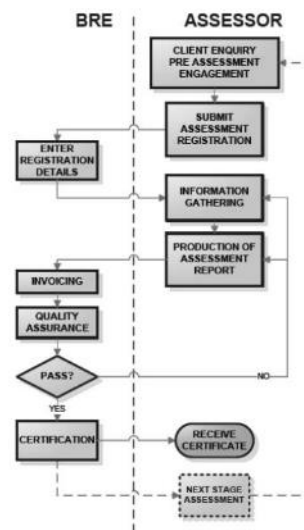 BRE
ASSESSOR
CLIENT ENQUIRY
PRE ASSESSMENT
ENGAGEMENT
SUBMIT
ASSESSMENT
REGISTRATION
ENTER
REGISTRATION
DETAILS
INFORMATION
GATHERING
PRODUCTION OF
ASSESSMENT
REPORT
INVOICING
QUALITY
ASSURANCE
PASS?
NO
YES
CERTIFICATION
RECEIVE
CERTIFICATE
NEXT STAGE
ASSESSMENT